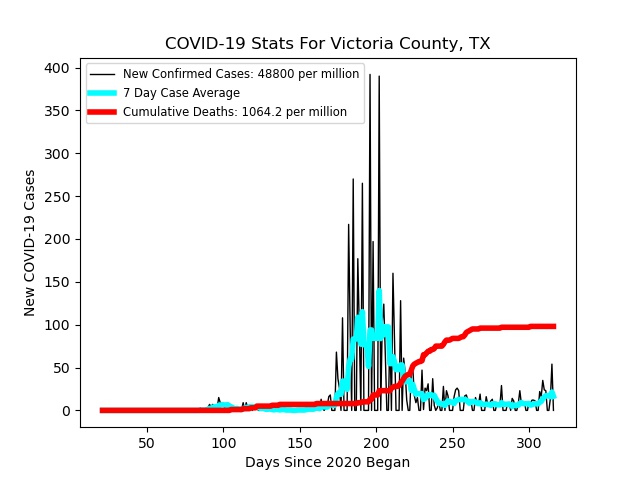 COVID-19 Stats For Victoria County, TX
New Confirmed Cases: 48800 per million
7 Day Case Average
Cumulative Deaths: 1064.2 per million
New COVID-19 Cases
400
350
300
250
200
150
100
50
0
50 100 150 200 250 300
Days Since 2020 Began